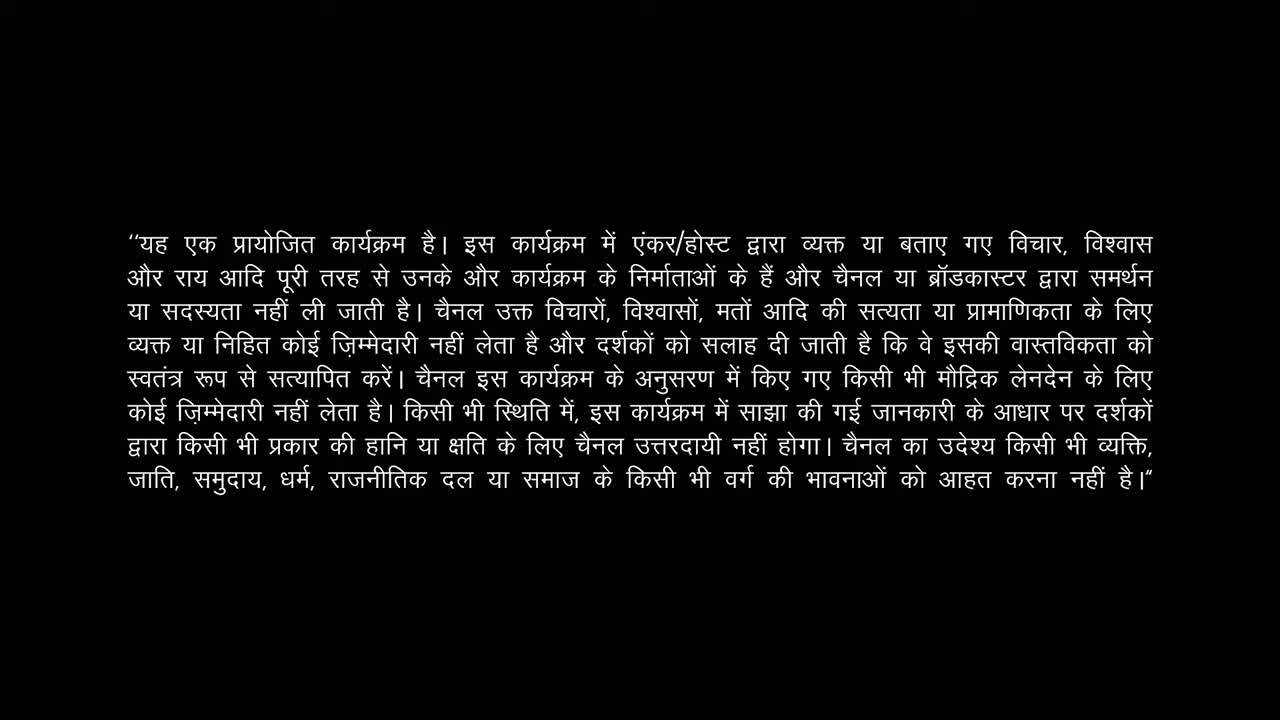 ‘‘यह एक प्रायोजित कार्यक्रम है। इस कार्यक्रम में एंकर/होस्ट द्वारा व्यक्त या बताए गए विचार, विश्वास
और राय आदि पूरी तरह से उनके और कार्यक्रम के निर्माताओं के हैं और चैनल या ब्रॉडकास्टर द्वारा समर्थन
या सदस्यता नहीं ली जाती है। चैनल उक्त विचारों, विश्वासों, मतों आदि की सत्यता या प्रामाणिकता के लिए
व्यक्त या निहित कोई ज़िम्मेदारी नहीं लेता है और दर्शकों को सलाह दी जाती है कि वे इसकी वास्तविकता को
स्वतंत्र रूप से सत्यापित करें। चैनल इस कार्यक्रम के अनुसरण में किए गए किसी भी मौद्रिक लेनदेन के लिए
कोई ज़िम्मेदारी नहीं लेता है। किसी भी स्थिति में, इस कार्यक्रम में साझा की गई जानकारी के आधार पर दर्शकों
द्वारा किसी भी प्रकार की हानि या क्षति के लिए चैनल उत्तरदायी नहीं होगा। चैनल का उदेश्य किसी भी व्यक्ति,
जाति, समुदाय, धर्म, राजनीतिक दल या समाज के किसी भी वर्ग की भावनाओं को आहत करना नहीं है।‘‘